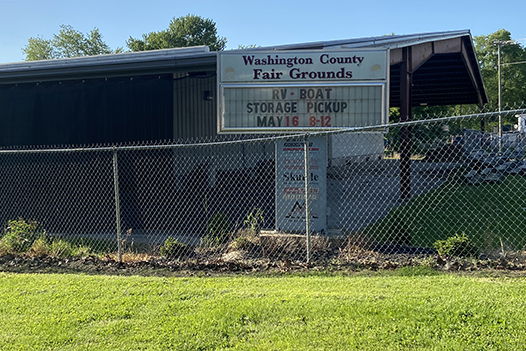 Washington County
Fair Grounds
RV - BOAT
STORAGE PICKUP
MAY 16 8-12